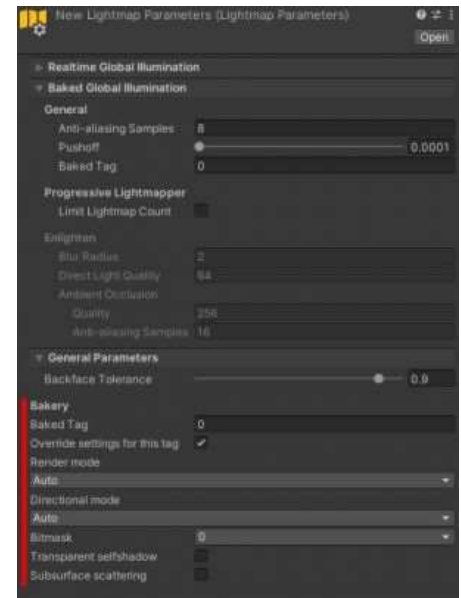 New Lightmap Parameters (Lightmap Parameters)
Open
Realtime Global Illumination
Baked Global Illumination
General
Anti-aliasing Samples 8
Pushoff 0.0001
Baked Tag 0
Progressive Lightmapper
Limit Lightmap Count
Enlighten
Blur Radius 2
Direct Light Quality 64
Ambient Occlusion
Quality 256
Anti-aliasing Samples 16
General Parameters
Backface Tolerance 0.9
Bakery
Baked Tag 0
Override settings for this tag
Render mode
Auto
Directional mode
Auto
Bitmask 0
Transparent selfshadow
Subsurface scattering